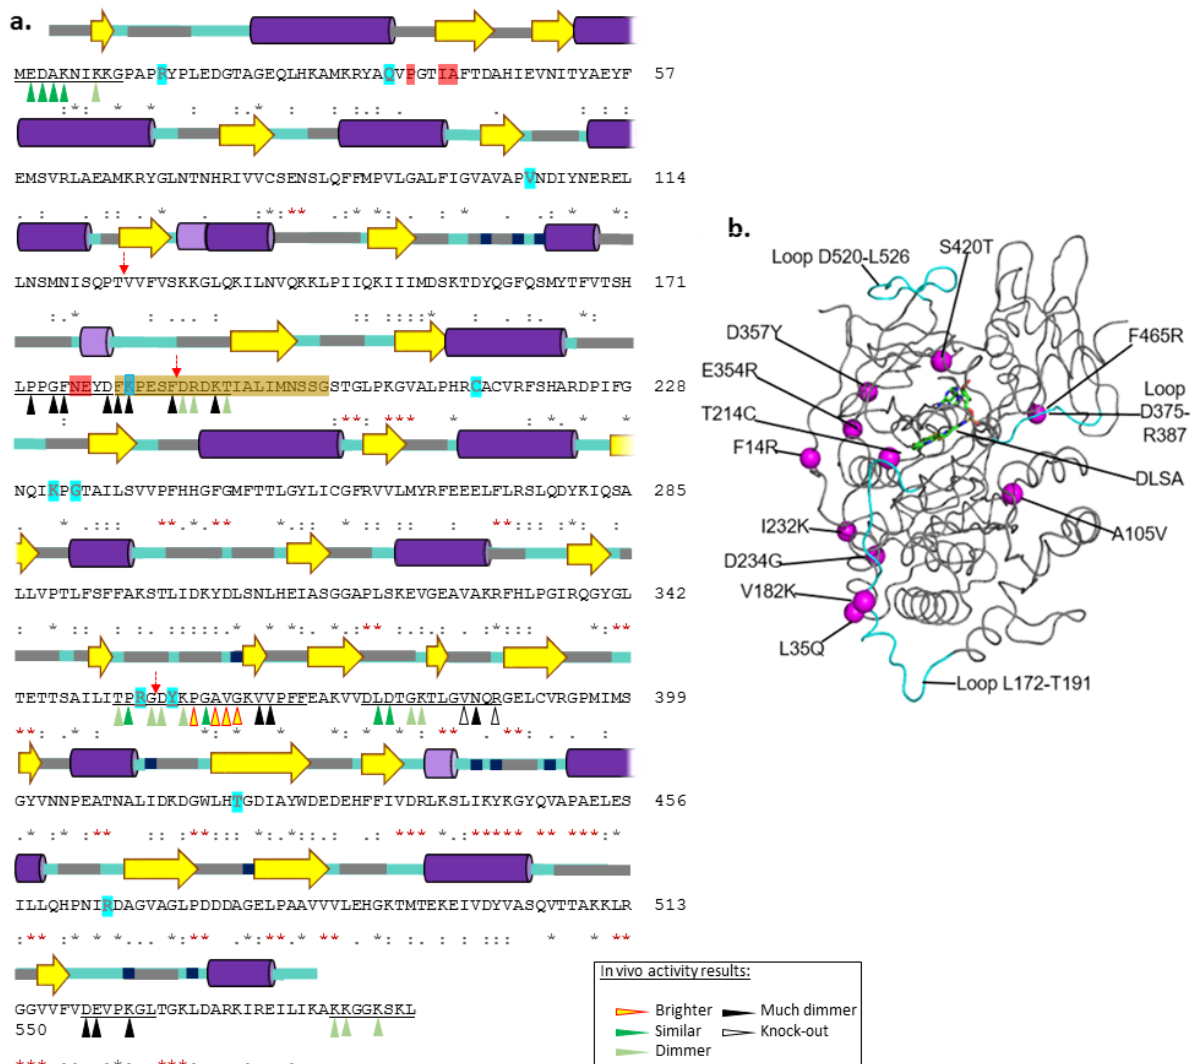 a.
MEDAKNIKKGPAPRYPLEDGTAGEQLHKAMKRYAQVPGTIAFTDAHIEVNITYAEYF 57
EMSVRLAEAMKRYGLNTNHRIVVCSENSLQFFMPVLGALFIGVAVAPVNDIYNEREL 114
LNSMNISQPTVVFVSKKGLQKILNVQKKLPIIQKIIIMDSKTDYQGFQSMYTFVTSH 171
LPPGFNEYDFKPESFDRDKTIALIMNSSGSTGLPKGVALPHRCACVRFSHARDPIFG 228
NQIKPGTAILSVVPFHHGFGMFTTLGYLICGFRVVLMYRFEEELFLRSLQDYKIQSA 285
LLVPTLFSFFAKSTLIDKYDLSNLHEIASGGAPLSKEVGEAVAKRFHLPGIRQGYGL 342
TETTSAILITPRGDYKPGAVGKVVPFFEAKVVDLDTGKTLGVNQRGELCVRGPMIMS 399
GYVNNPEATNALIDKDGWLHTGDIAYWDEDEHFFIVDRLKSLIKYKGYQVAPAELES 456
ILLQHPNIRDAGVAGLPDDDAGELPAAVVVLEHGKTMTEKEIVDYVASQVTTAKKLR 513
GGVVFVDEVPKGLTGKLDARKIREILIKAKKGGKSKL
550
b.
Loop D520-L526
S420T
D357Y
E354R
T214C
F14R
I232K
D234G
V182K
L35Q
F465R
Loop
D375-
R387
DLSA
A105V
Loop L172-T191
In vivo activity results:
Brighter
Similar
Dimmer
Much dimmer
Knock-out